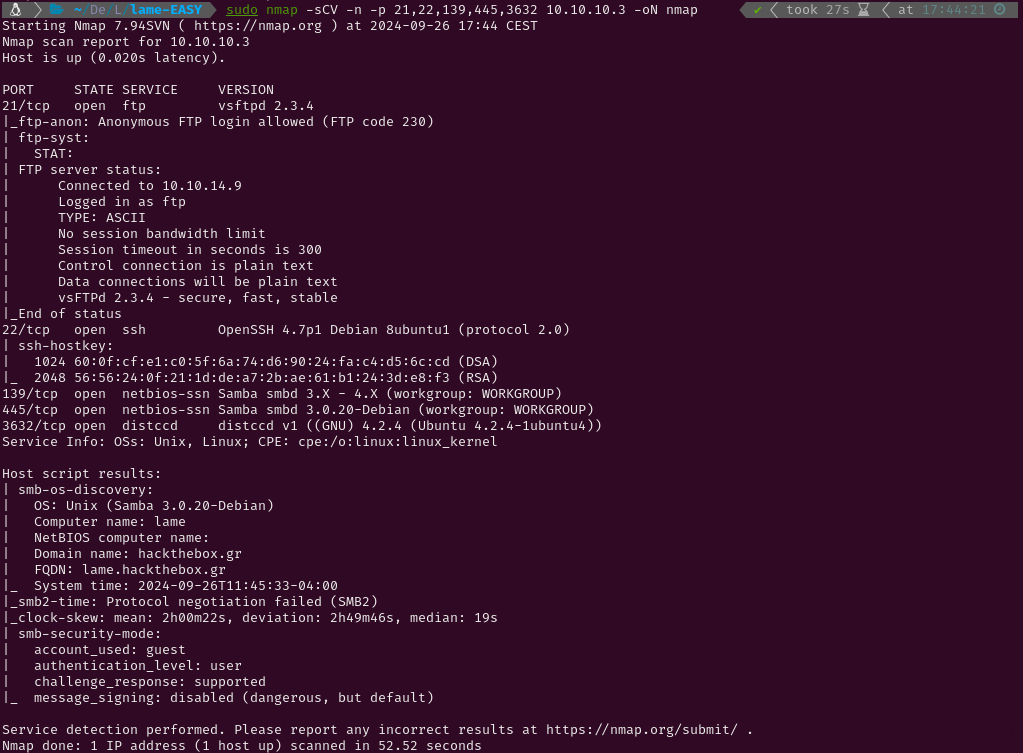 ~ De L lame-EASY sudo nmap -sCV -n -p 21,22,139,445,3632 10.10.10.3 -oN nmap ✔ took 27s at 17:44:21
Starting Nmap 7.94SVN ( https://nmap.org ) at 2024-09-26 17:44 CEST
Nmap scan report for 10.10.10.3
Host is up (0.020s latency).

PORT     STATE SERVICE     VERSION
21/tcp   open  ftp         vsftpd 2.3.4
|_ftp-anon: Anonymous FTP login allowed (FTP code 230)
| ftp-syst:
|   STAT:
| FTP server status:
|      Connected to 10.10.14.9
|      Logged in as ftp
|      TYPE: ASCII
|      No session bandwidth limit
|      Session timeout in seconds is 300
|      Control connection is plain text
|      Data connections will be plain text
|      vsFTPd 2.3.4 - secure, fast, stable
|_End of status
22/tcp   open  ssh         OpenSSH 4.7p1 Debian 8ubuntu1 (protocol 2.0)
| ssh-hostkey:
|   1024 60:0f:cf:e1:c0:5f:6a:74:d6:90:24:fa:c4:d5:6c:cd (DSA)
|_  2048 56:56:24:0f:21:1d:de:a7:2b:ae:61:b1:24:3d:e8:f3 (RSA)
139/tcp  open  netbios-ssn Samba smbd 3.X - 4.X (workgroup: WORKGROUP)
445/tcp  open  netbios-ssn Samba smbd 3.0.20-Debian (workgroup: WORKGROUP)
3632/tcp open  distccd     distccd v1 ((GNU) 4.2.4 (Ubuntu 4.2.4-1ubuntu4))
Service Info: OSs: Unix, Linux; CPE: cpe:/o:linux:linux_kernel

Host script results:
| smb-os-discovery:
|   OS: Unix (Samba 3.0.20-Debian)
|   Computer name: lame
|   NetBIOS computer name:
|   Domain name: hackthebox.gr
|   FQDN: lame.hackthebox.gr
|_  System time: 2024-09-26T11:45:33-04:00
|_smb2-time: Protocol negotiation failed (SMB2)
|_clock-skew: mean: 2h00m22s, deviation: 2h49m46s, median: 19s
| smb-security-mode:
|   account_used: guest
|   authentication_level: user
|   challenge_response: supported
|_  message_signing: disabled (dangerous, but default)

Service detection performed. Please report any incorrect results at https://nmap.org/submit/ .
Nmap done: 1 IP address (1 host up) scanned in 52.52 seconds